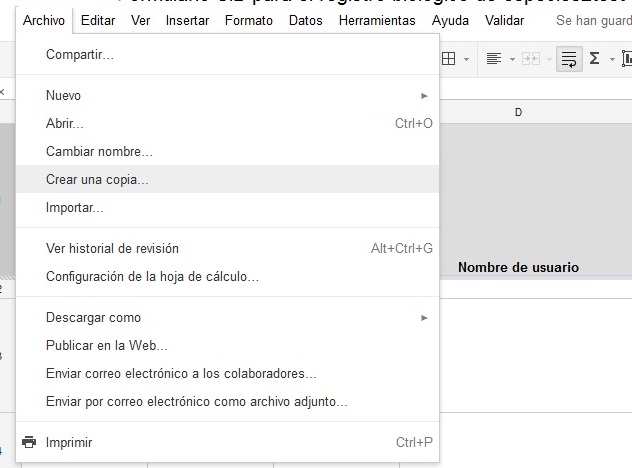 Archivo Editar Ver Insertar Formato Datos Herramientas Ayuda Validar Se han guard
Compartir...
Nuevo
Abrir... Ctrl+O
Cambiar nombre...
Crear una copia...
Importar...
Ver historial de revisión Alt+Ctrl+G
Configuración de la hoja de cálculo...
Descargar como
Publicar en la Web...
Enviar correo electrónico a los colaboradores...
Enviar por correo electrónico como archivo adjunto...
Imprimir Ctrl+P
D
Nombre de usuario
2
3
4